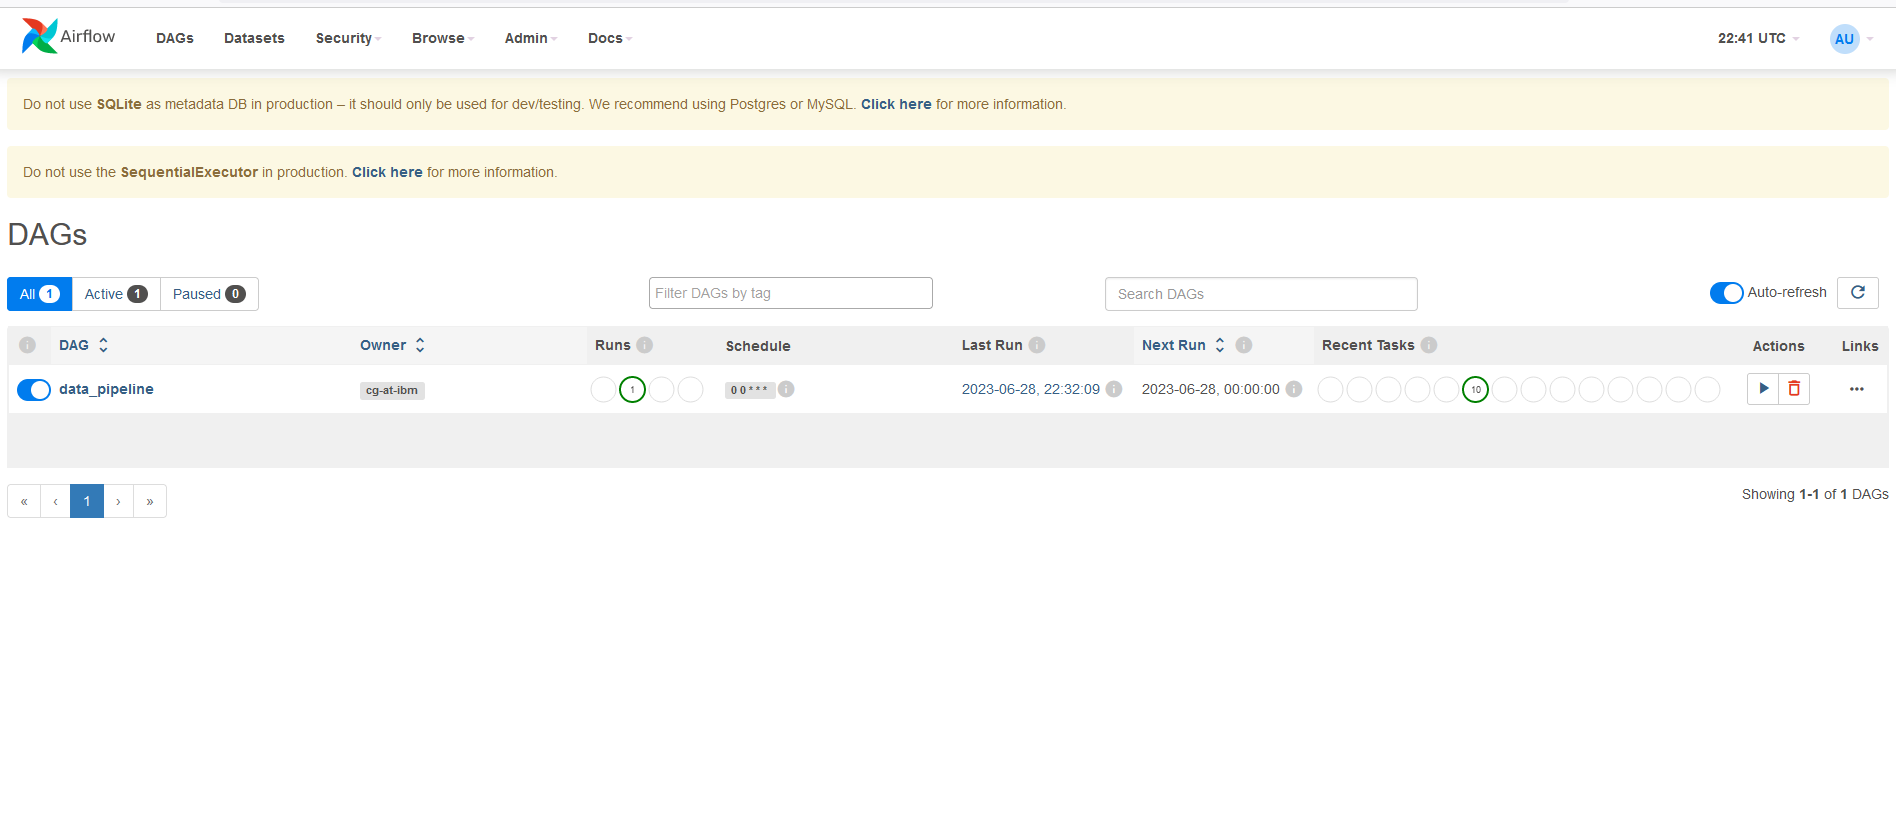 Airflow DAGs Datasets Security Browse Admin Docs 22:41 UTC AU
Do not use SQLite as metadata DB in production – it should only be used for dev/testing. We recommend using Postgres or MySQL. Click here for more information.
Do not use the SequentialExecutor in production. Click here for more information.
DAGs
All 1 Active 1 Paused 0 Filter DAGs by tag Search DAGs Auto-refresh
i DAG Owner Runs i Schedule Last Run i Next Run i Recent Tasks i Actions Links
data_pipeline cg-at-ibm 1 0 0 * * * i 2023-06-28, 22:32:09 i 2023-06-28, 00:00:00 i 10 ...
« ‹ 1 › » Showing 1-1 of 1 DAGs